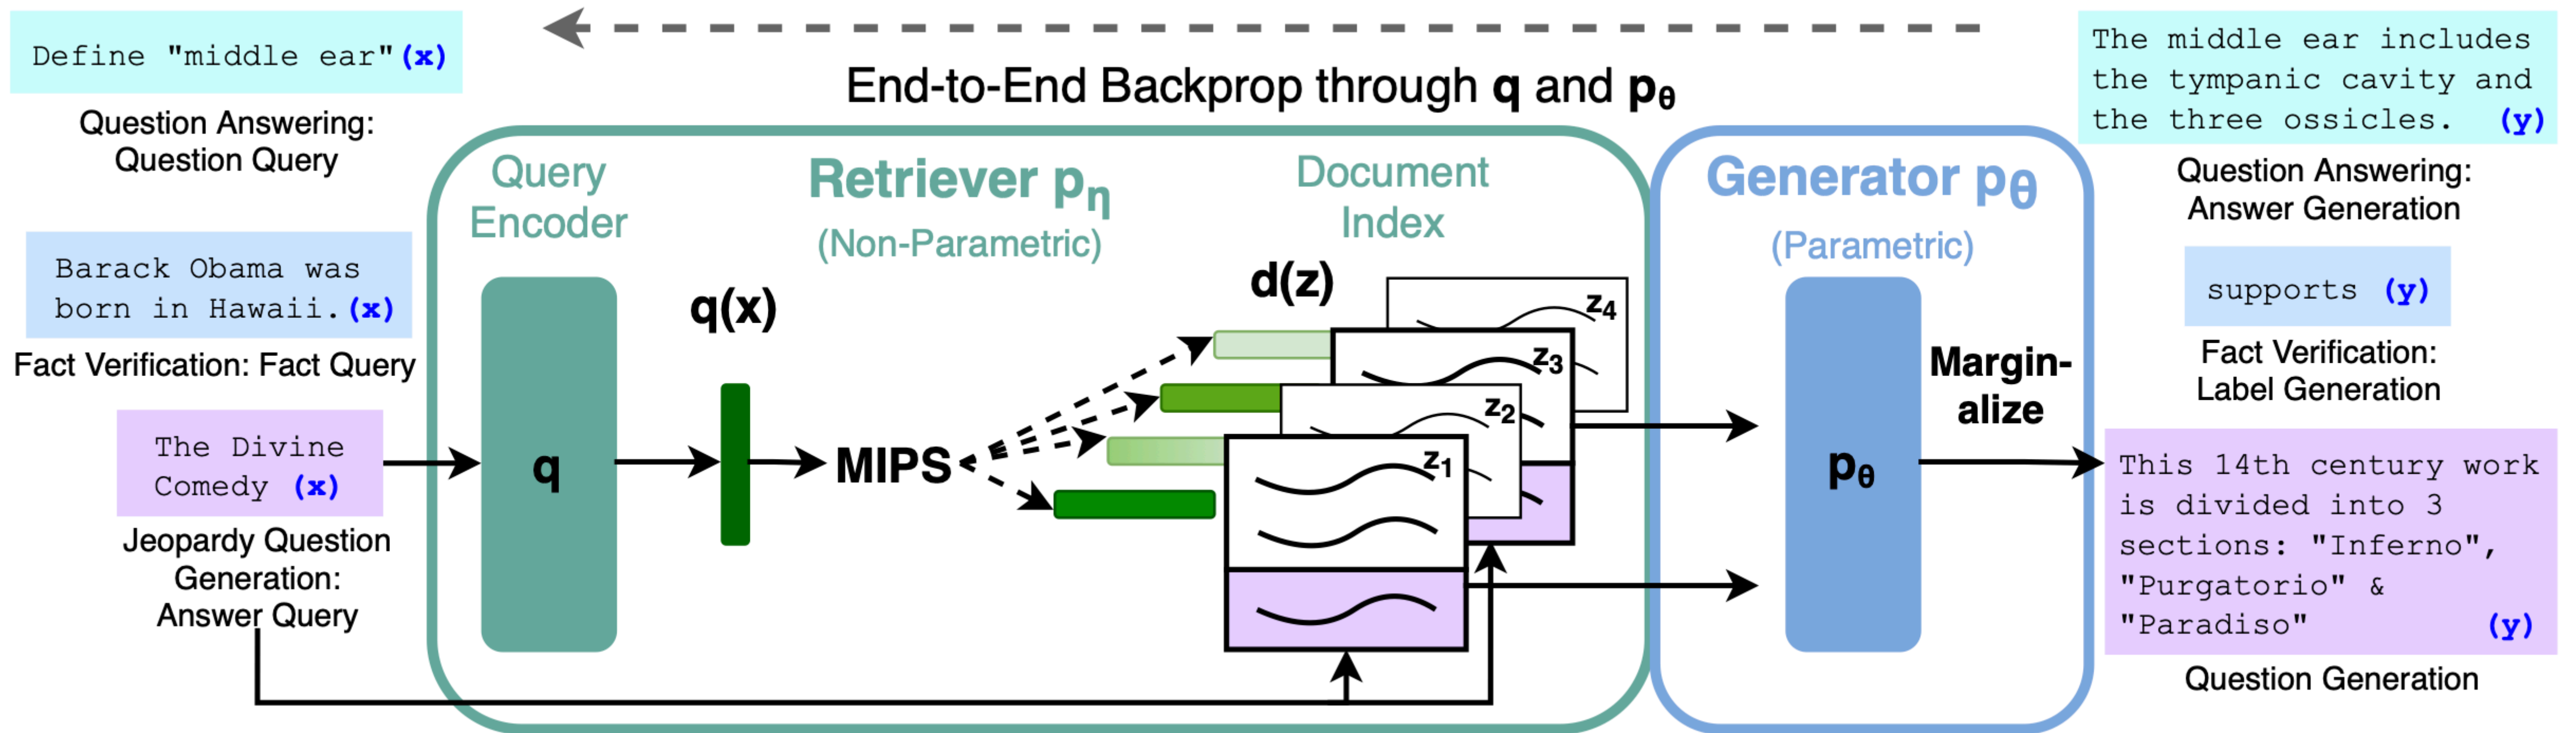 Define "middle ear"(x)
Question Answering:
Question Query
Barack Obama was
born in Hawaii.(x)
Fact Verification: Fact Query
The Divine
Comedy (x)
Jeopardy Question
Generation:
Answer Query
End-to-End Backprop through q and pθ
Query
Encoder
Retriever pη
(Non-Parametric)
Document
Index
q
q(x)
MIPS
d(z)
z4
z3
z2
z1
Generator pθ
(Parametric)
pθ
Margin-
alize
The middle ear includes
the tympanic cavity and
the three ossicles. (y)
Question Answering:
Answer Generation
supports (y)
Fact Verification:
Label Generation
This 14th century work
is divided into 3
sections: "Inferno",
"Purgatorio" &
"Paradiso" (y)
Question Generation